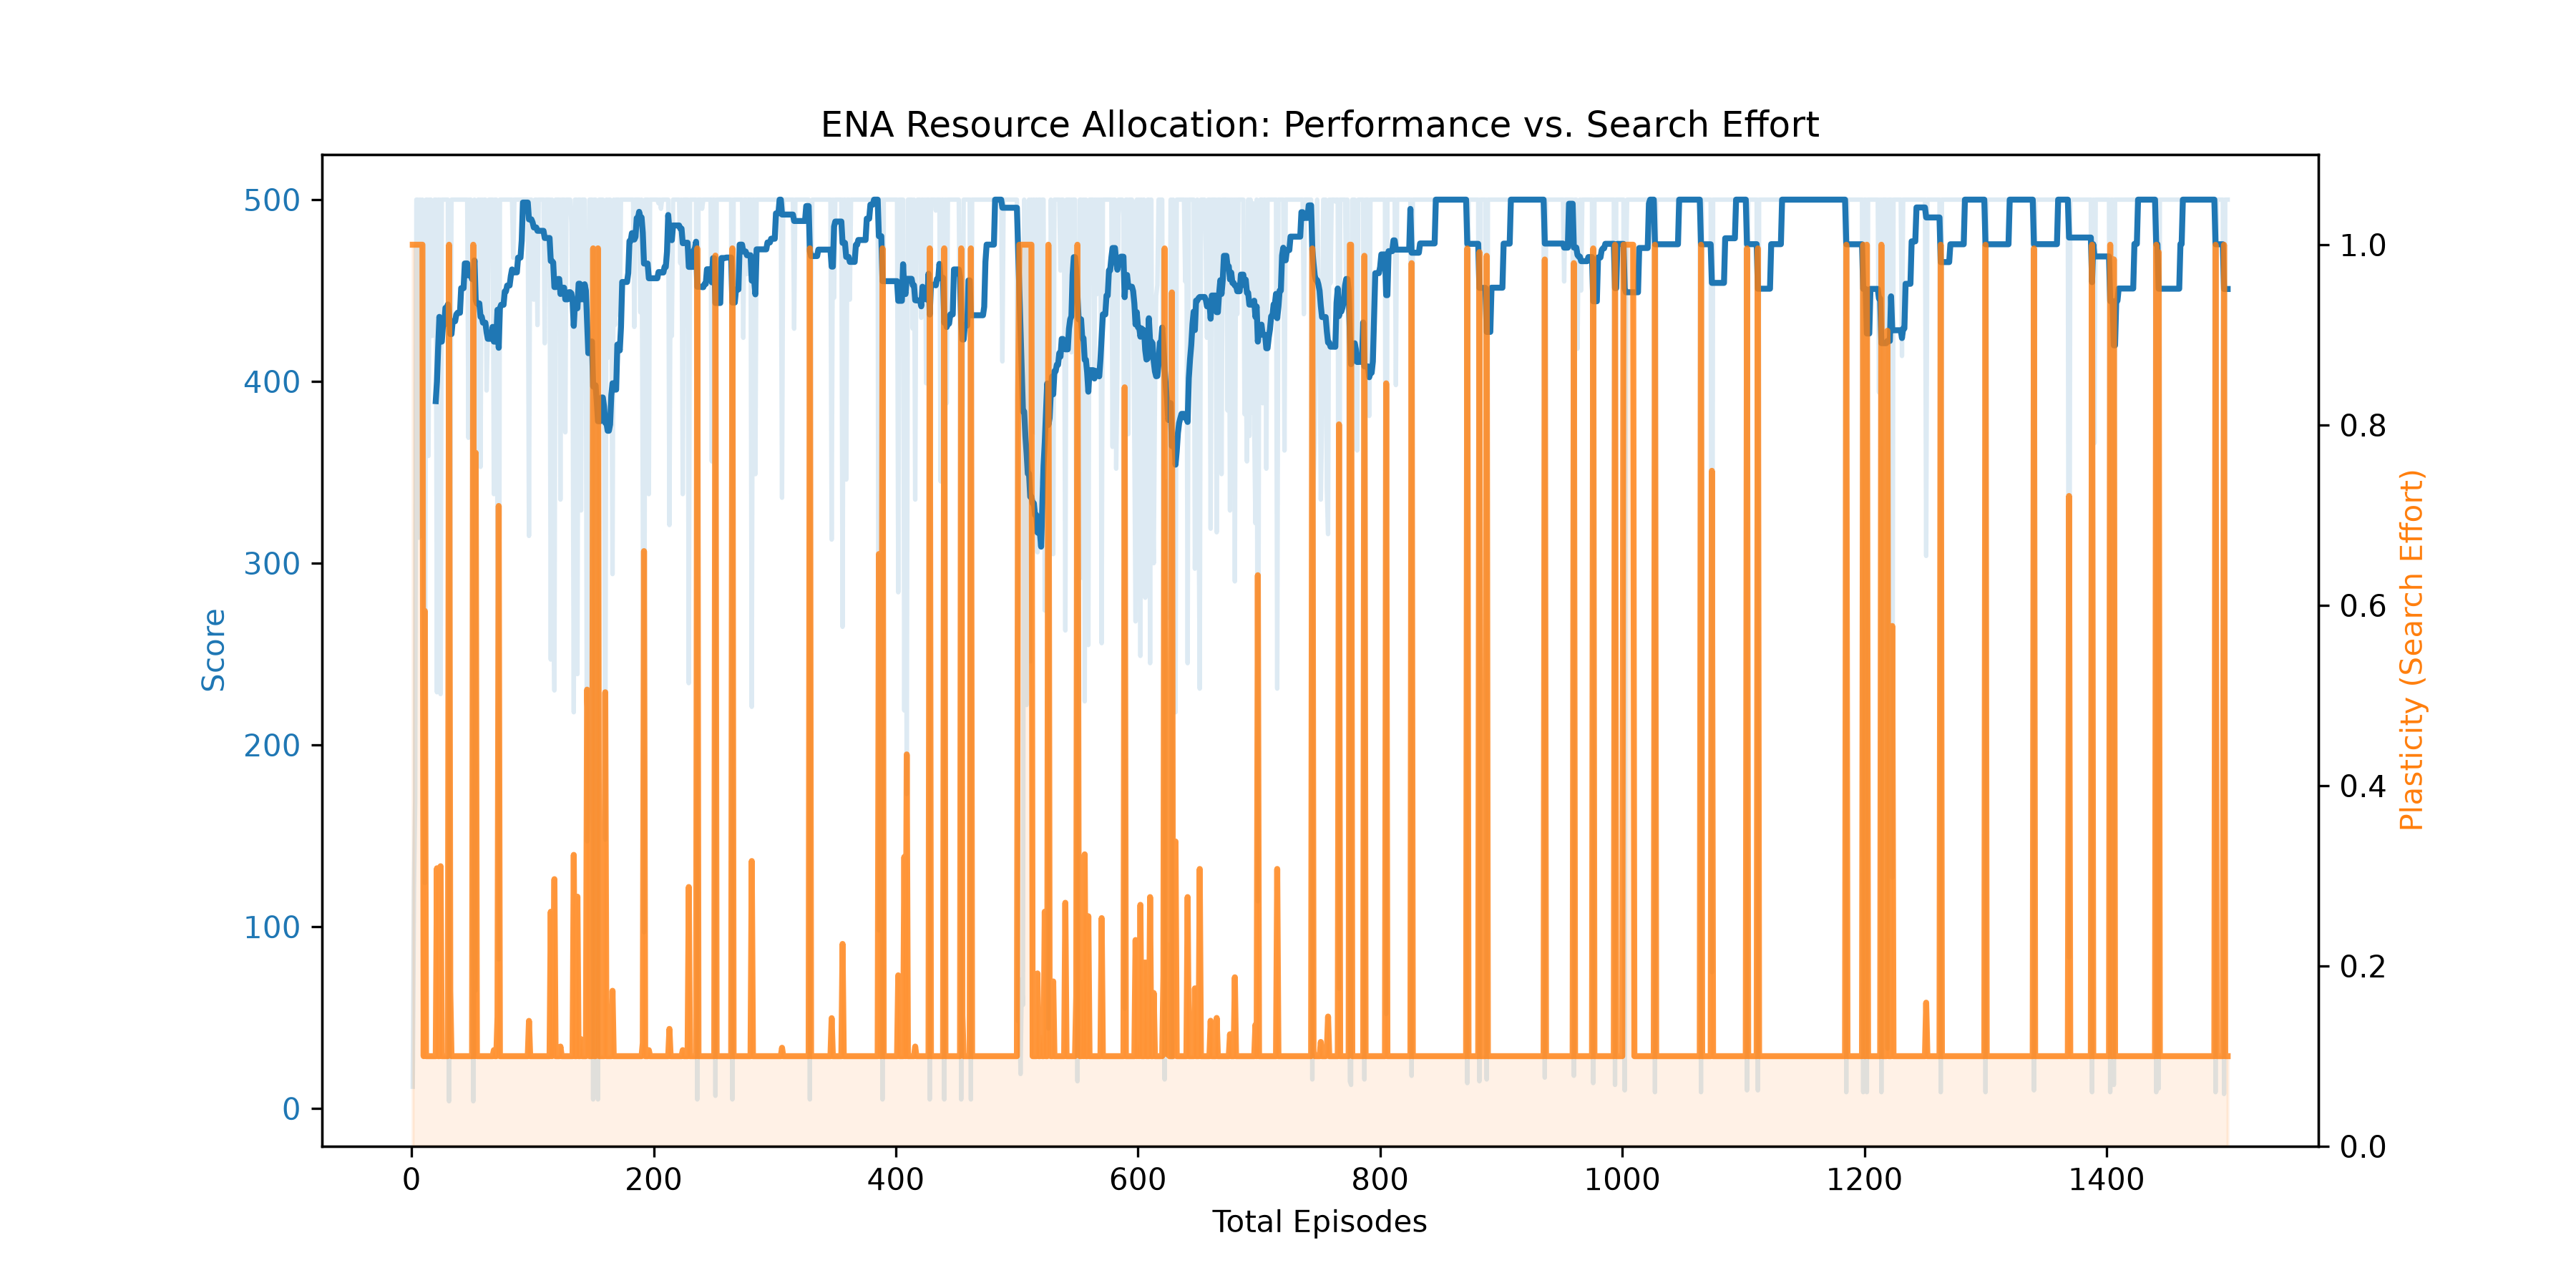 ENA Resource Allocation: Performance vs. Search Effort
500
400
300
200
100
0
Score
1.0
0.8
0.6
0.4
0.2
0.0
Plasticity (Search Effort)
0 200 400 600 800 1000 1200 1400
Total Episodes